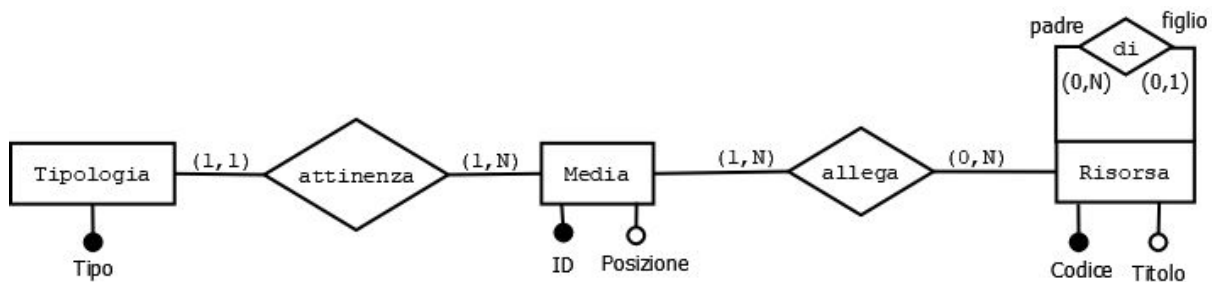 padre
figlio
di
(0,N)
(0,1)
Tipologia
(1,1)
attinenza
(1,N)
Media
(1,N)
allega
(0,N)
Risorsa
Tipo
ID
Posizione
Codice
Titolo